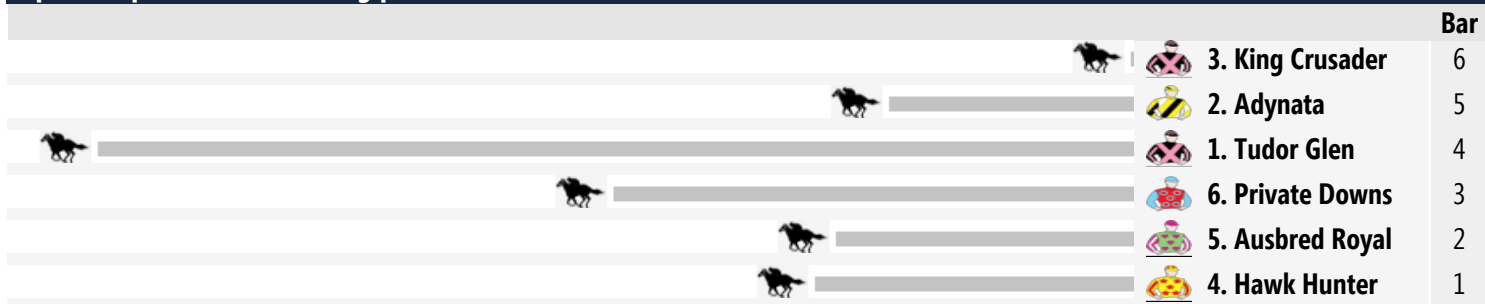 Bar
3. King Crusader 6
2. Adynata 5
1. Tudor Glen 4
6. Private Downs 3
5. Ausbred Royal 2
4. Hawk Hunter 1